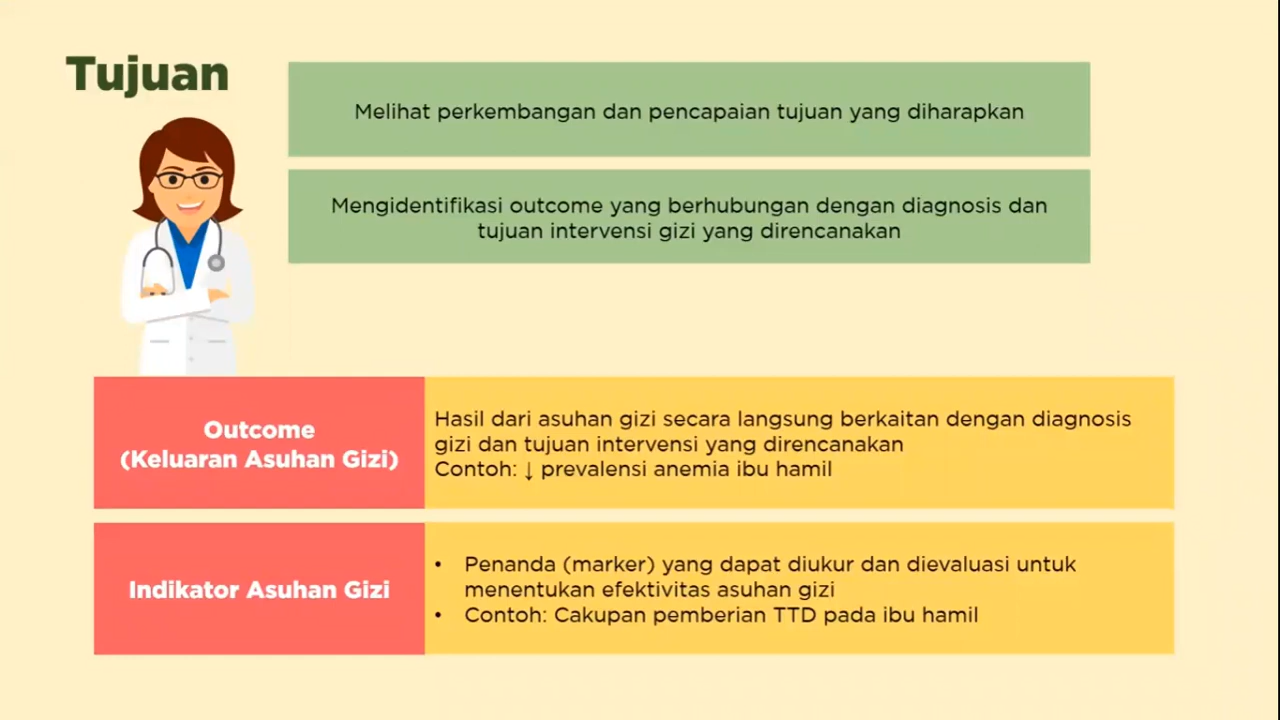 Tujuan
Melihat perkembangan dan pencapaian tujuan yang diharapkan
Mengidentifikasi outcome yang berhubungan dengan diagnosis dan
tujuan intervensi gizi yang direncanakan
Outcome
(Keluaran Asuhan Gizi)
Hasil dari asuhan gizi secara langsung berkaitan dengan diagnosis
gizi dan tujuan intervensi yang direncanakan
Contoh: ↓ prevalensi anemia ibu hamil
Indikator Asuhan Gizi
• Penanda (marker) yang dapat diukur dan dievaluasi untuk
menentukan efektivitas asuhan gizi
• Contoh: Cakupan pemberian TTD pada ibu hamil